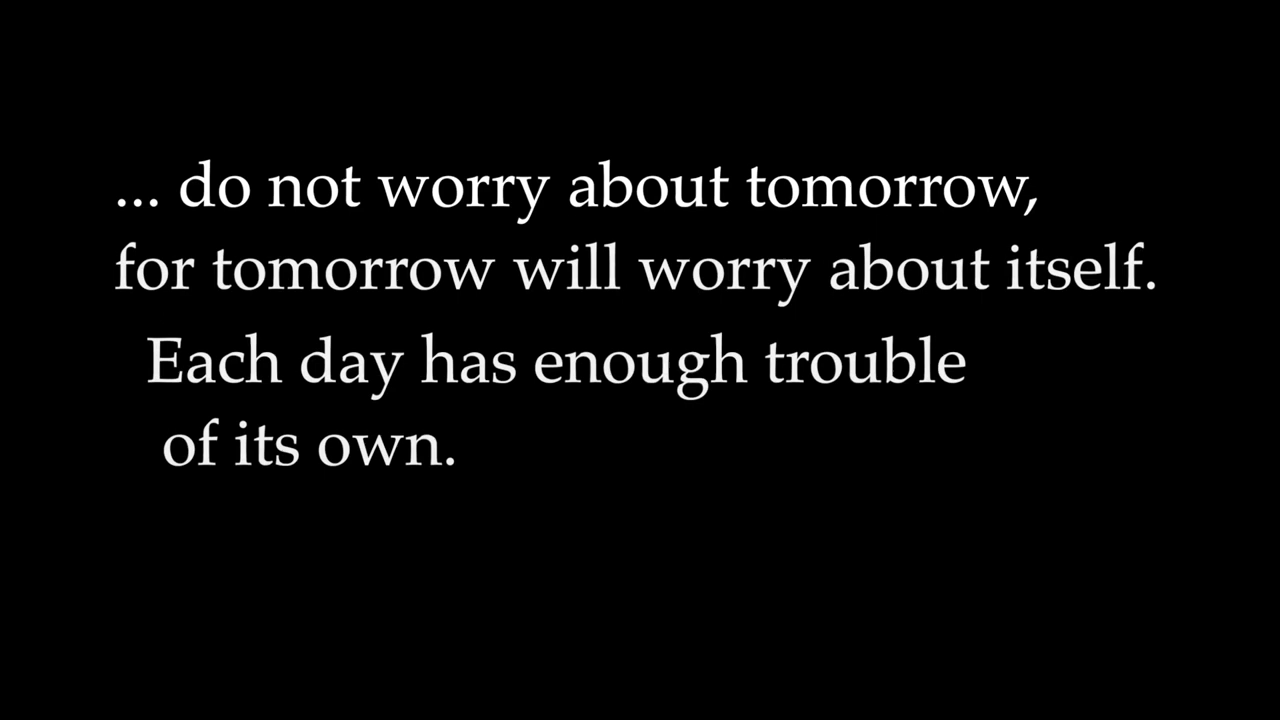 ... do not worry about tomorrow,
for tomorrow will worry about itself.
Each day has enough trouble
of its own.